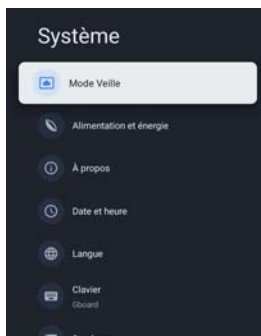 Système
Mode Veille
Alimentation et énergie
À propos
Date et heure
Langue
Clavier
Gboard